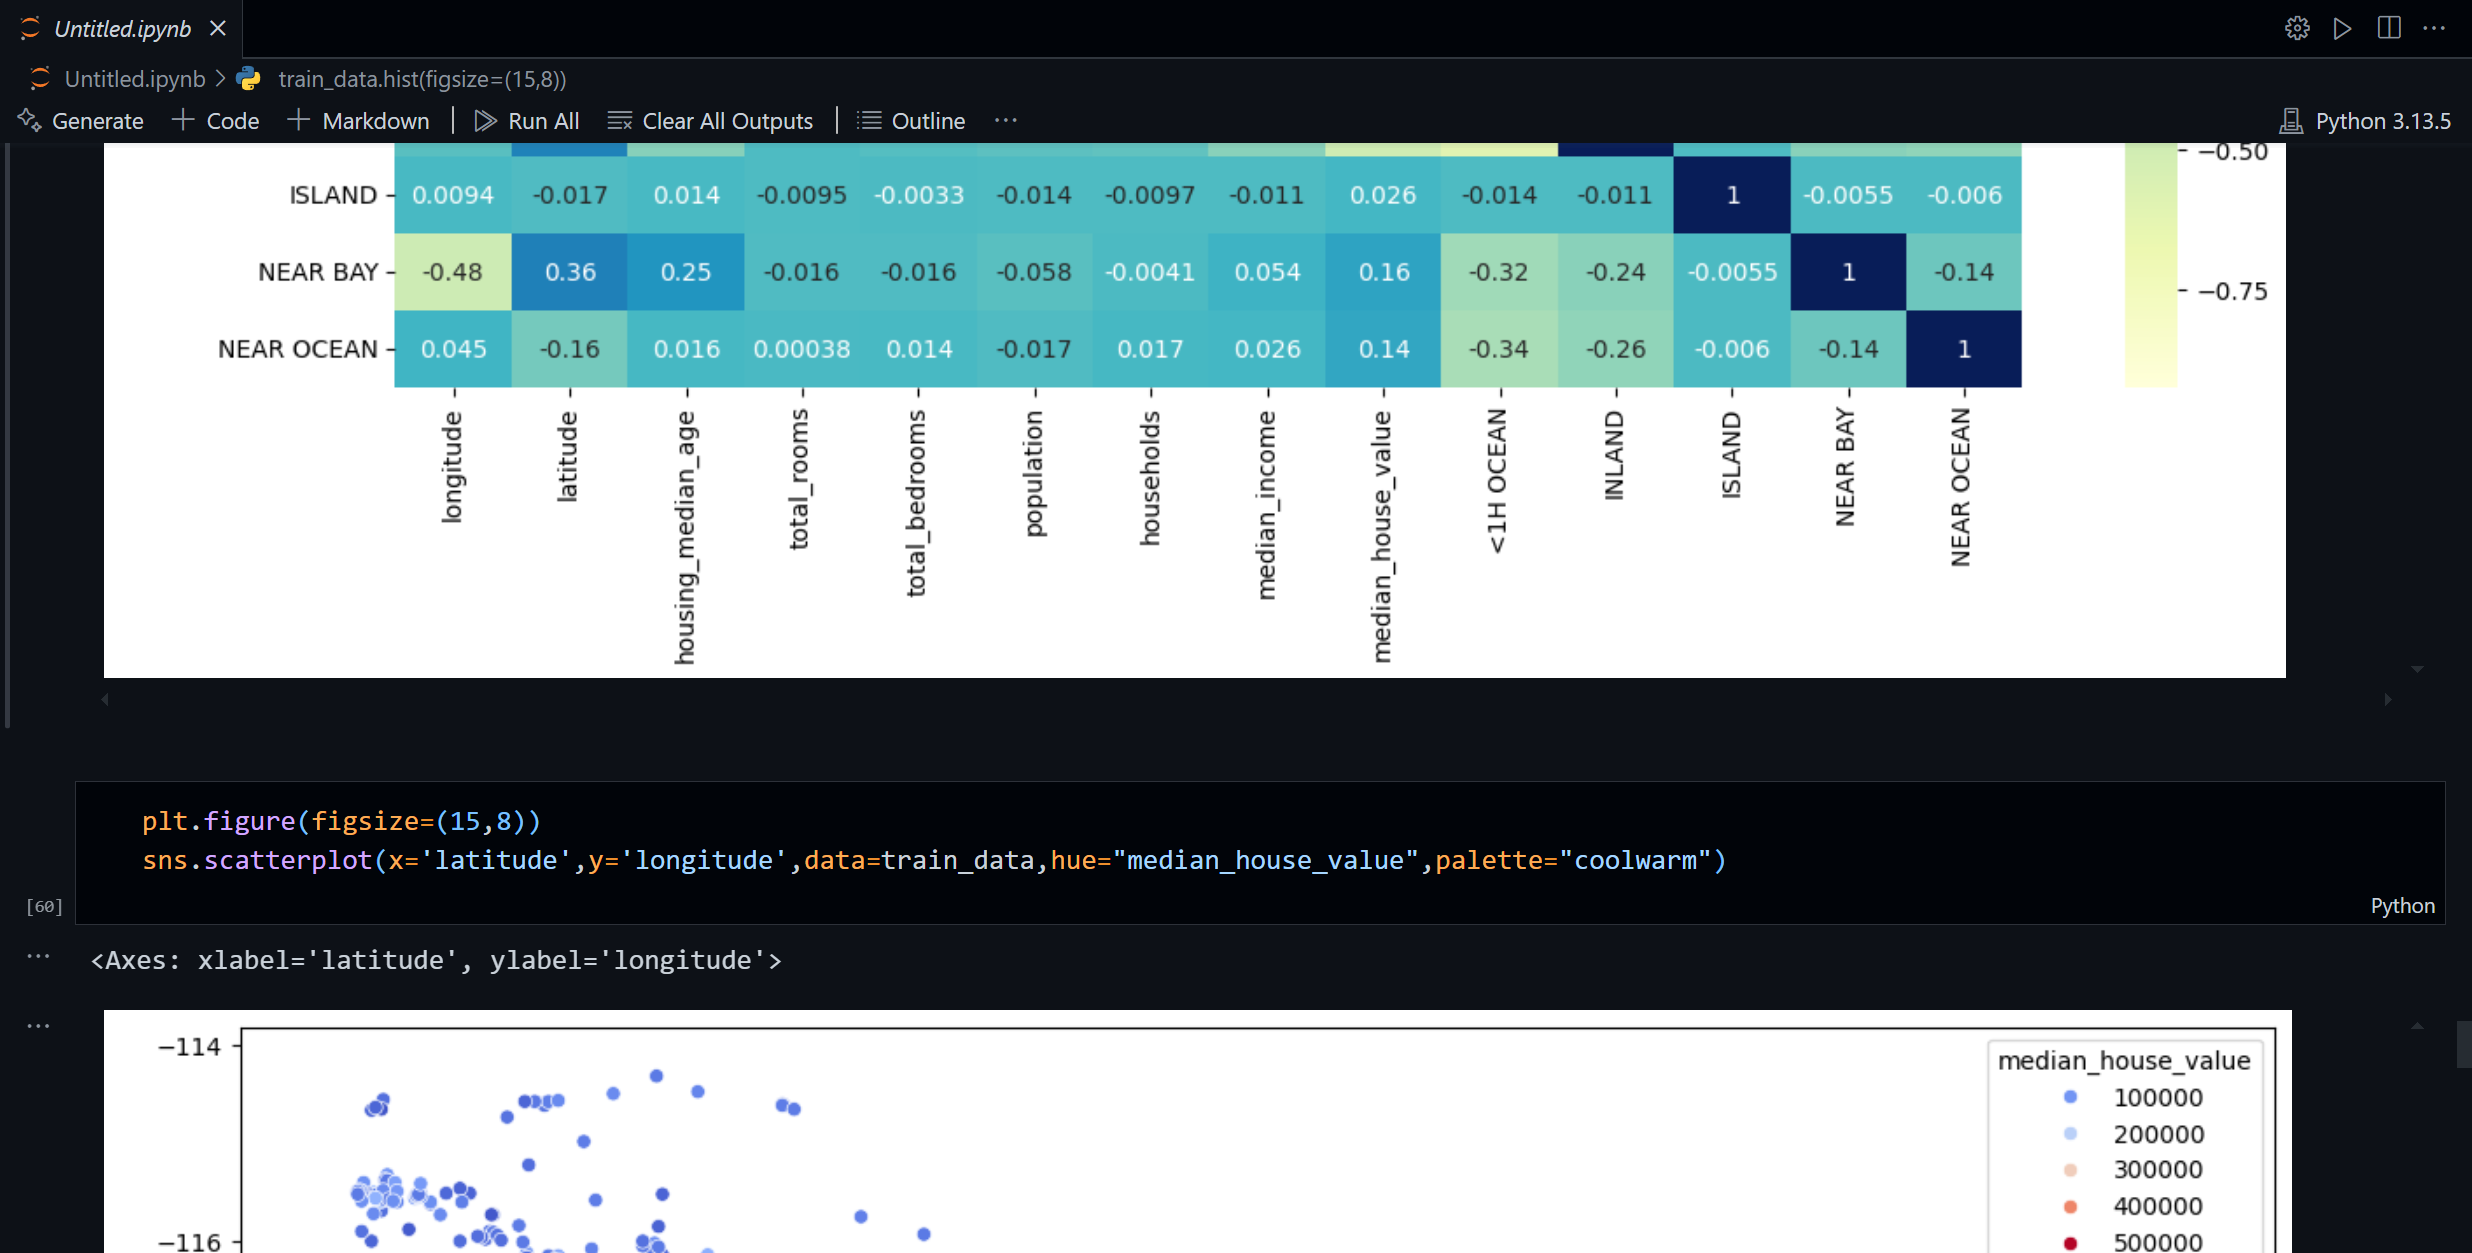 Untitled.ipynb
Untitled.ipynb > train_data.hist(figsize=(15,8))
Generate + Code + Markdown | Run All Clear All Outputs | Outline ··· Python 3.13.5
−0.50
ISLAND 0.0094 -0.017 0.014 -0.0095 -0.0033 -0.014 -0.0097 -0.011 0.026 -0.014 -0.011 1 -0.0055 -0.006
NEAR BAY -0.48 0.36 0.25 -0.016 -0.016 -0.058 -0.0041 0.054 0.16 -0.32 -0.24 -0.0055 1 -0.14
−0.75
NEAR OCEAN 0.045 -0.16 0.016 0.00038 0.014 -0.017 0.017 0.026 0.14 -0.34 -0.26 -0.006 -0.14 1
longitude
latitude
housing_median_age
total_rooms
total_bedrooms
population
households
median_income
median_house_value
<1H OCEAN
INLAND
ISLAND
NEAR BAY
NEAR OCEAN
plt.figure(figsize=(15,8))
sns.scatterplot(x='latitude',y='longitude',data=train_data,hue="median_house_value",palette="coolwarm")
[60]
Python
<Axes: xlabel='latitude', ylabel='longitude'>
−114
−116
median_house_value
100000
200000
300000
400000
500000